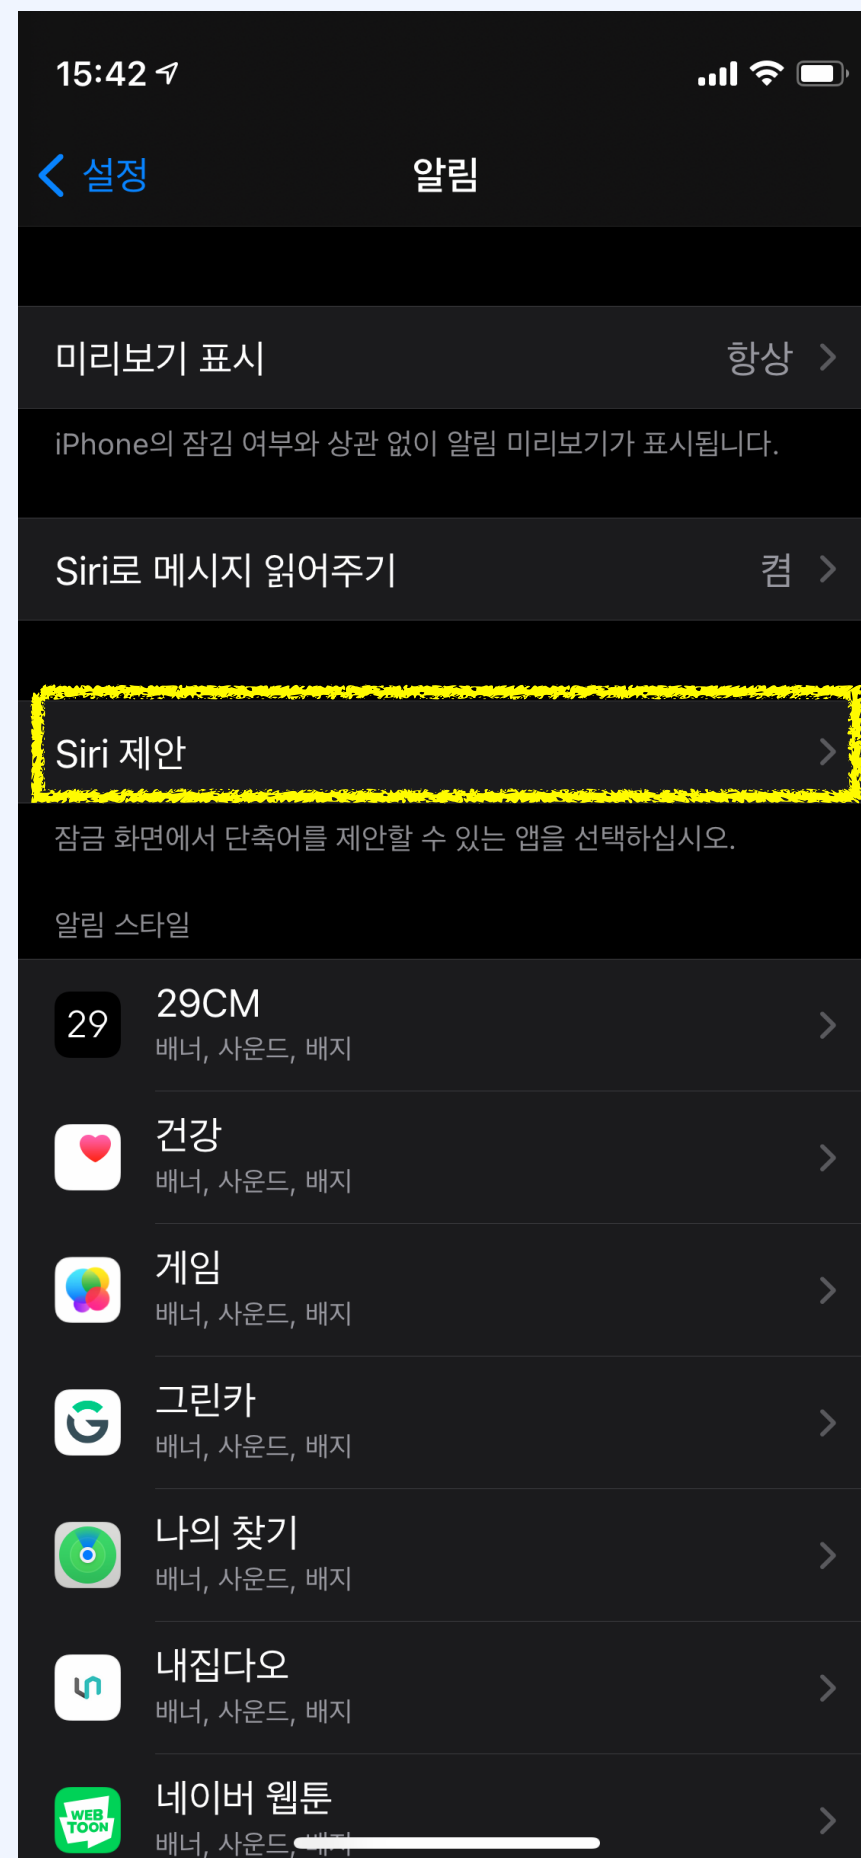 15:42
설정
알림
미리보기 표시
항상
iPhone의 잠김 여부와 상관 없이 알림 미리보기가 표시됩니다.
Siri로 메시지 읽어주기
켬
Siri 제안
잠금 화면에서 단축어를 제안할 수 있는 앱을 선택하십시오.
알림 스타일
29
29CM
배너, 사운드, 배지
건강
배너, 사운드, 배지
게임
배너, 사운드, 배지
그린카
배너, 사운드, 배지
나의 찾기
배너, 사운드, 배지
내집다오
배너, 사운드, 배지
WEB
TOON
네이버 웹툰
배너, 사운드, 배지